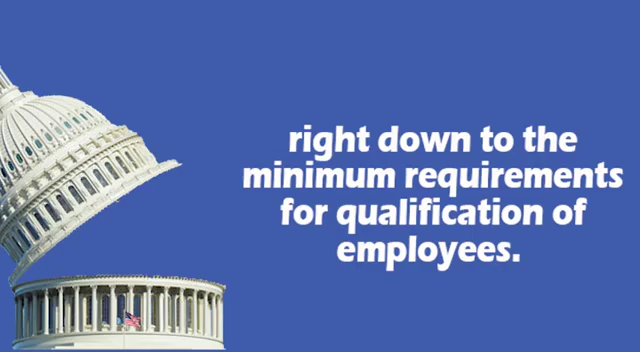 right down to the
minimum requirements
for qualification of
employees.